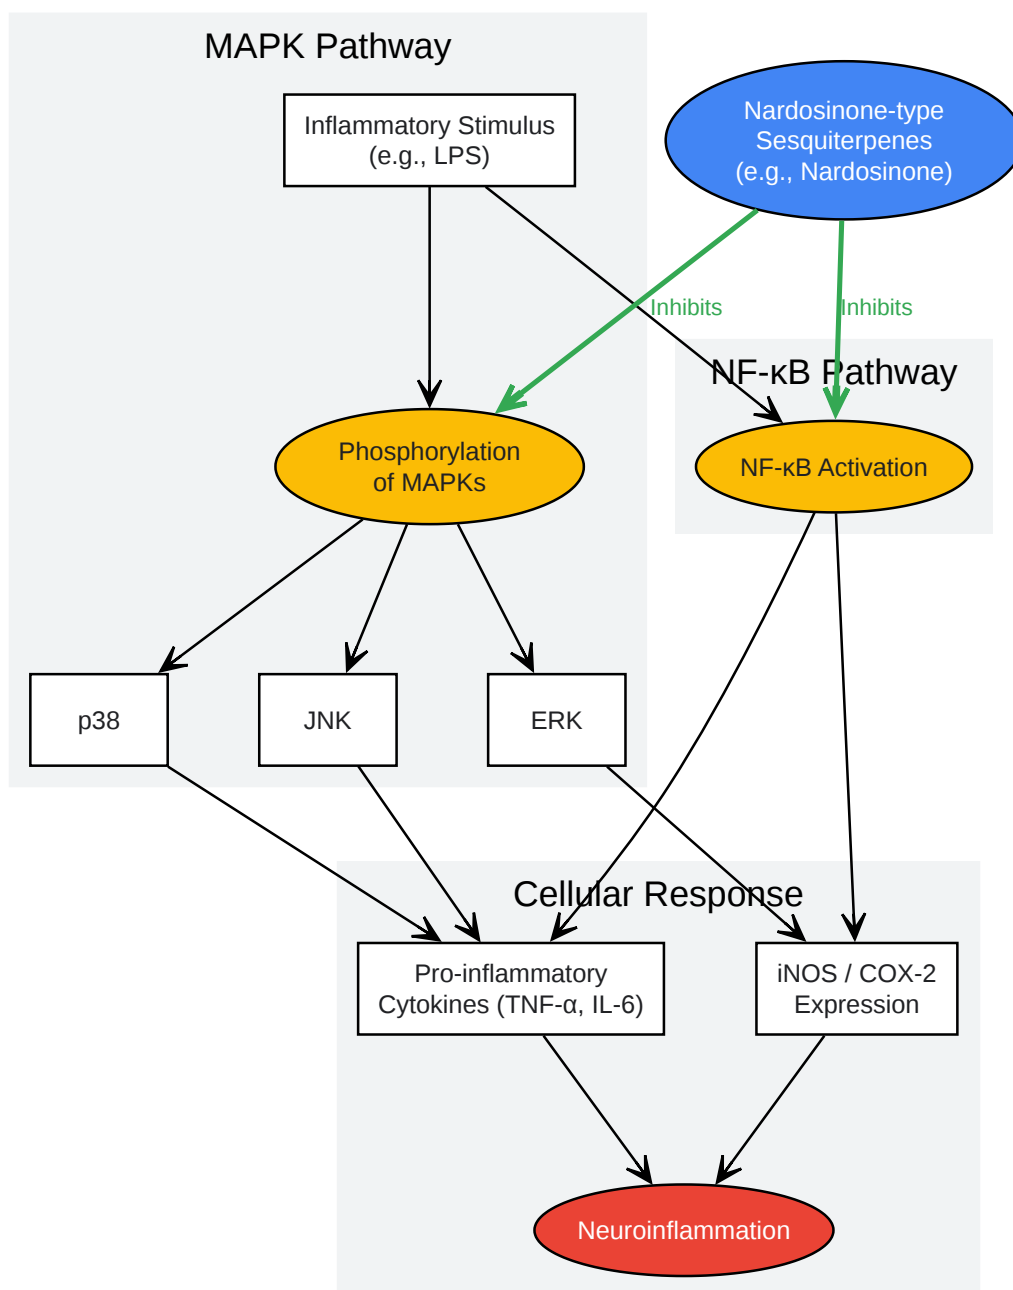 MAPK Pathway
Inflammatory Stimulus
(e.g., LPS)
Nardosinone-type
Sesquiterpenes
(e.g., Nardosinone)
Inhibits
Inhibits
NF-κB Pathway
Phosphorylation
of MAPKs
NF-κB Activation
p38
JNK
ERK
Cellular Response
Pro-inflammatory
Cytokines (TNF-α, IL-6)
iNOS / COX-2
Expression
Neuroinflammation